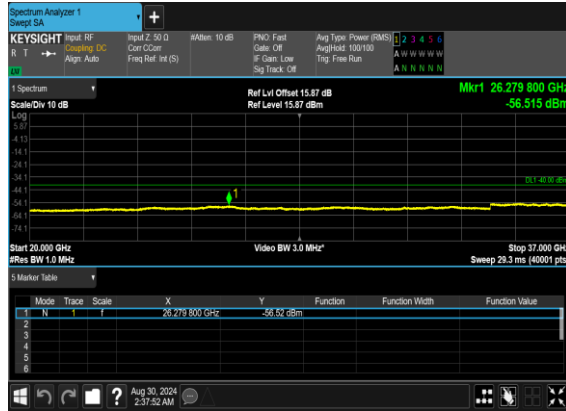 Spectrum Analyzer 1
Swept SA
KEYSIGHT Input: RF Input Z: 50 Ω #Atten: 10 dB PNO: Fast Avg Type: Power (RMS) 1 2 3 4 5 6
R T Coupling: DC Corr CCorr Gate: Off Avg|Hold: 100/100 A W W W W W
Align: Auto Freq Ref: Int (S) IF Gain: Low Trig: Free Run
Sig Track: Off A N N N N N
1 Spectrum Ref Lvl Offset 15.87 dB Mkr1 26.279 800 GHz
Scale/Div 10 dB Ref Level 15.87 dBm -56.515 dBm
Log
5.87
-4.13
-14.1
-24.1
-34.1 DL1 -40.00 dBm
-44.1 1
-54.1
-64.1
-74.1
Start 20.000 GHz Video BW 3.0 MHz* Stop 37.000 GHz
#Res BW 1.0 MHz Sweep 29.3 ms (40001 pts)
5 Marker Table
Mode Trace Scale X Y Function Function Width Function Value
1 N 1 f 26.279 800 GHz -56.52 dBm
2
3
4
5
6
? Aug 30, 2024
2:37:52 AM